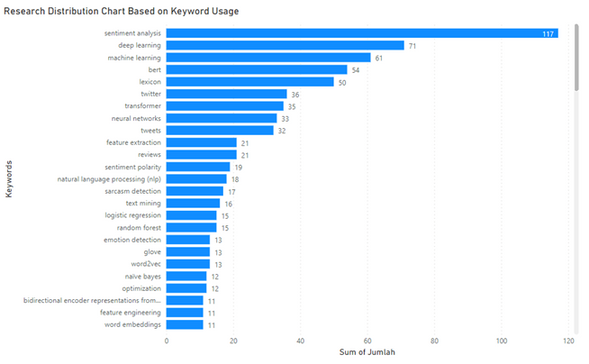 Research Distribution Chart Based on Keyword Usage
sentiment analysis 117
deep learning 71
machine learning 61
bert 54
lexicon 50
twitter 36
transformer 35
neural networks 33
tweets 32
feature extraction 21
reviews 21
sentiment polarity 19
natural language processing (nlp) 18
sarcasm detection 17
text mining 16
logistic regression 15
random forest 15
emotion detection 13
glove 13
word2vec 13
naïve bayes 12
optimization 12
bidirectional encoder representations from... 11
feature engineering 11
word embeddings 11
Keywords
0 20 40 60 80 100 120
Sum of Jumlah